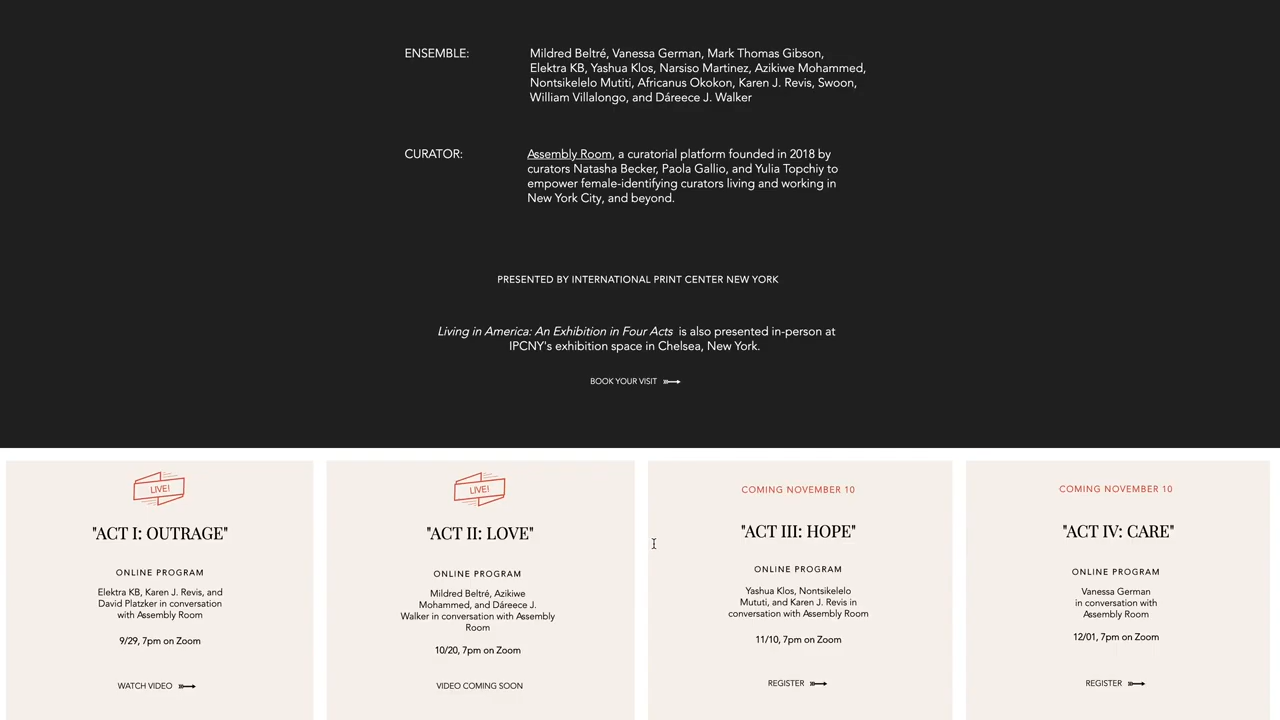 ENSEMBLE:
Mildred Beltré, Vanessa German, Mark Thomas Gibson,
Elektra KB, Yashua Klos, Narsiso Martinez, Azikiwe Mohammed,
Nontsikelelo Mutiti, Africanus Okokon, Karen J. Revis, Swoon,
William Villalongo, and Dáreece J. Walker
CURATOR:
Assembly Room, a curatorial platform founded in 2018 by
curators Natasha Becker, Paola Gallio, and Yulia Topchiy to
empower female-identifying curators living and working in
New York City, and beyond.
PRESENTED BY INTERNATIONAL PRINT CENTER NEW YORK
Living in America: An Exhibition in Four Acts is also presented in-person at
IPCNY's exhibition space in Chelsea, New York.
BOOK YOUR VISIT
LIVE!
"ACT I: OUTRAGE"
ONLINE PROGRAM
Elektra KB, Karen J. Revis, and
David Platzker in conversation
with Assembly Room
9/29, 7pm on Zoom
WATCH VIDEO
LIVE!
"ACT II: LOVE"
ONLINE PROGRAM
Mildred Beltré, Azikiwe
Mohammed, and Dáreece J.
Walker in conversation with Assembly
Room
10/20, 7pm on Zoom
VIDEO COMING SOON
COMING NOVEMBER 10
"ACT III: HOPE"
ONLINE PROGRAM
Yashua Klos, Nontsikelelo
Mututi, and Karen J. Revis in
conversation with Assembly Room
11/10, 7pm on Zoom
REGISTER
COMING NOVEMBER 10
"ACT IV: CARE"
ONLINE PROGRAM
Vanessa German
in conversation with
Assembly Room
12/01, 7pm on Zoom
REGISTER